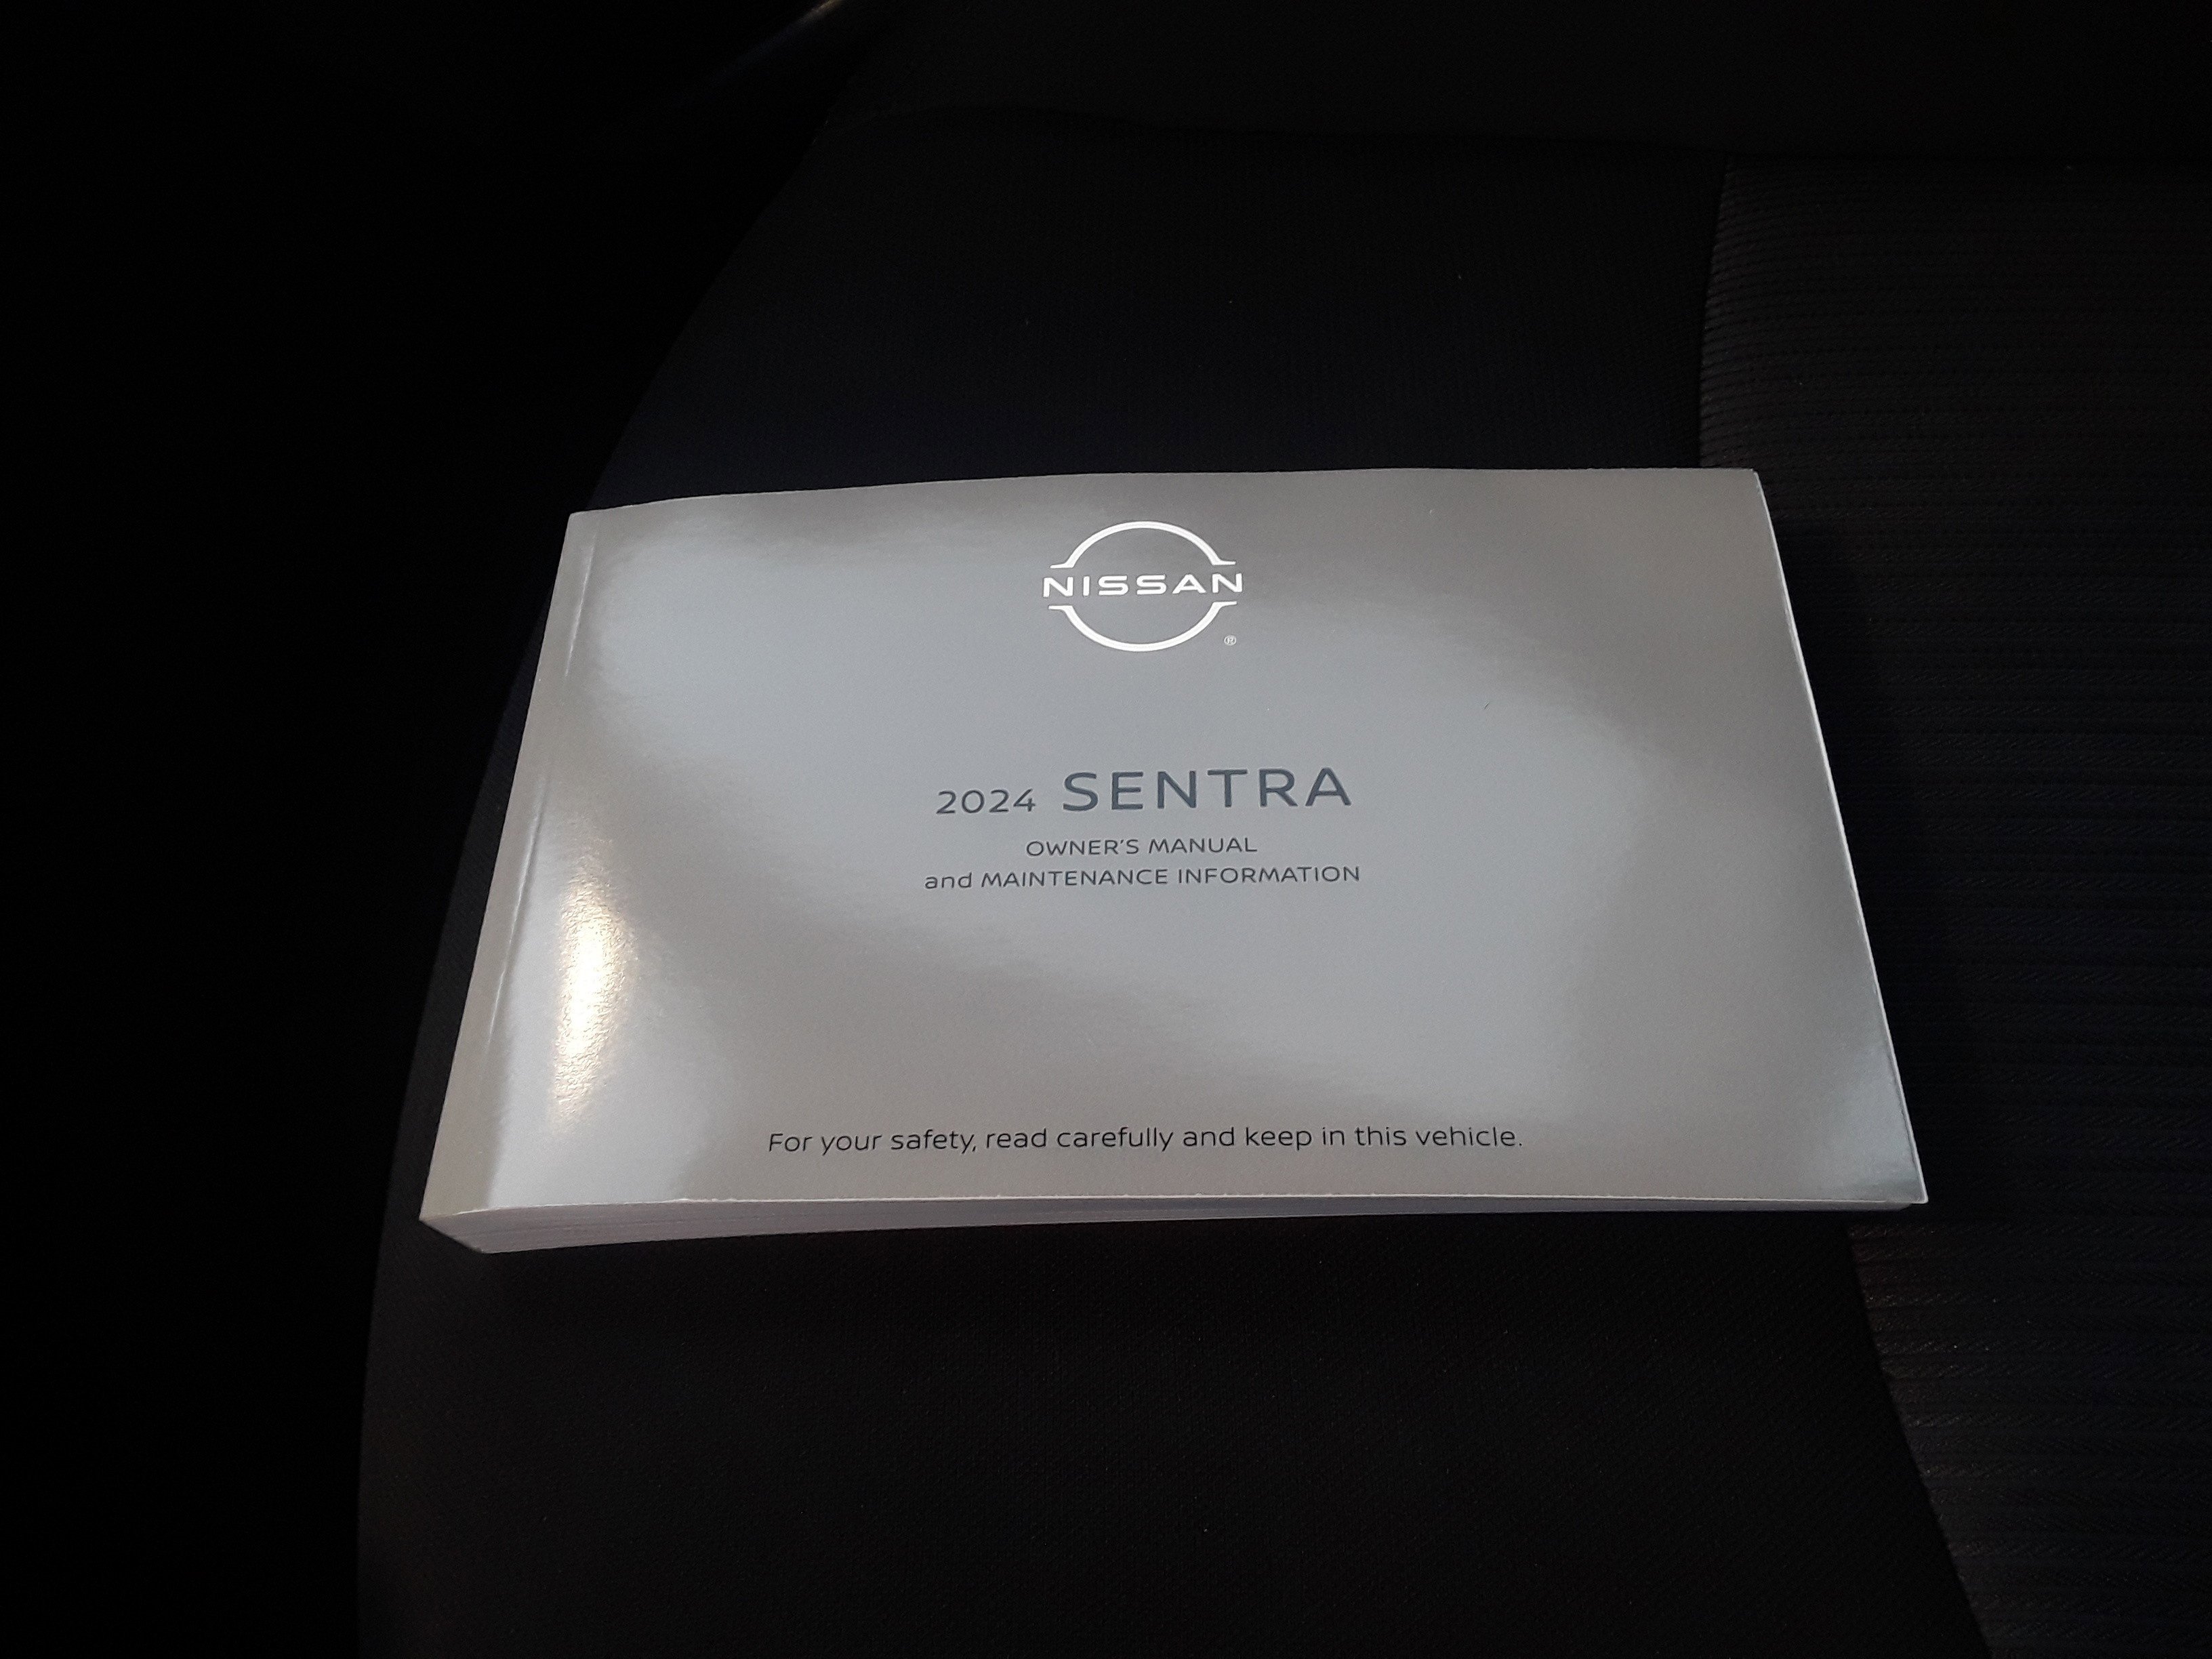 NISSAN
®
2024 SENTRA
OWNER'S MANUAL
and MAINTENANCE INFORMATION
For your safety, read carefully and keep in this vehicle.